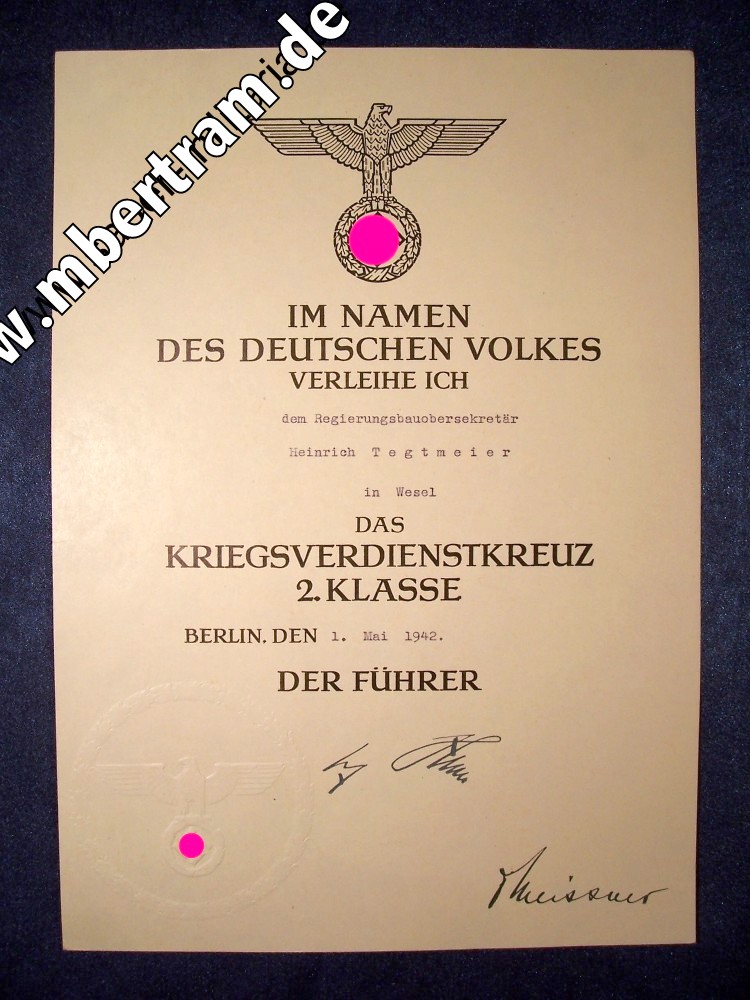 w.mbertram.de
IM NAMEN
DES DEUTSCHEN VOLKES
VERLEIHE ICH
dem Regierungsbauobersekretär
Heinrich Tegtmeier
in Wesel
DAS
KRIEGSVERDIENSTKREUZ
2. KLASSE
BERLIN. DEN 1. Mai 1942.
DER FÜHRER
Meissner